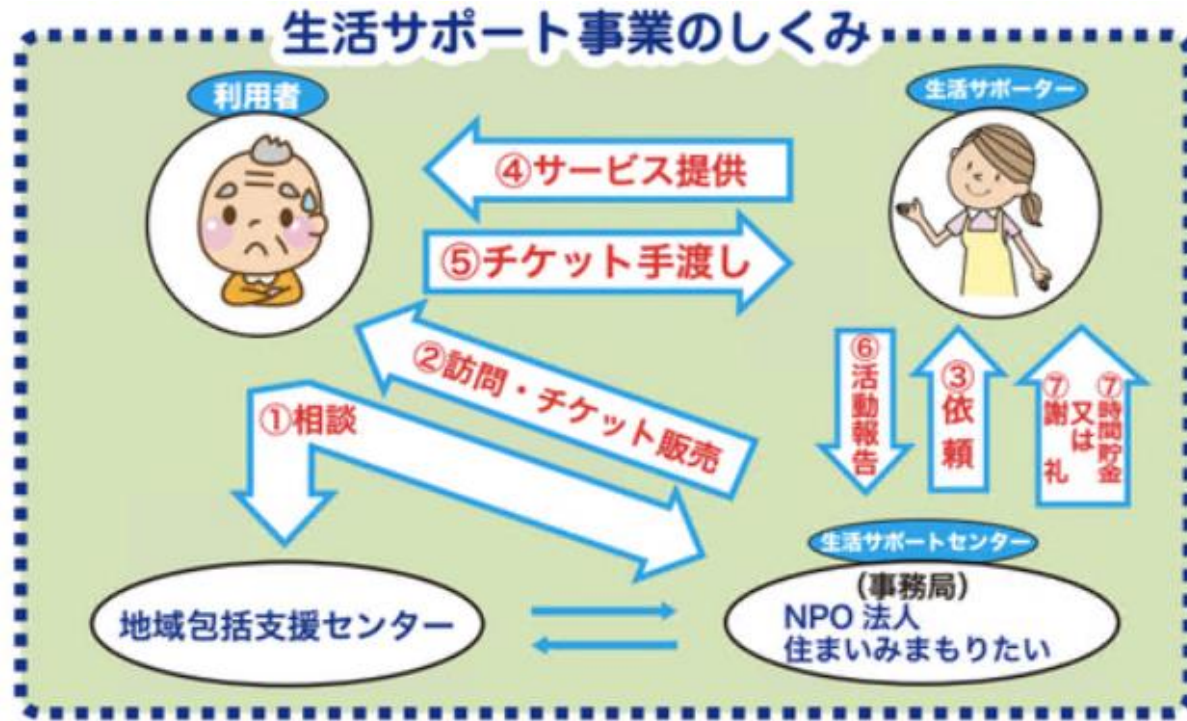 生活サポート事業のしくみ
利用者
生活サポーター
④サービス提供
⑤チケット手渡し
②訪問・チケット販売
①相談
⑥活動報告
③依頼
⑦時間貯金
又は
⑦謝礼
生活サポートセンター
(事務局)
NPO法人
住まいみまもりたい
地域包括支援センター